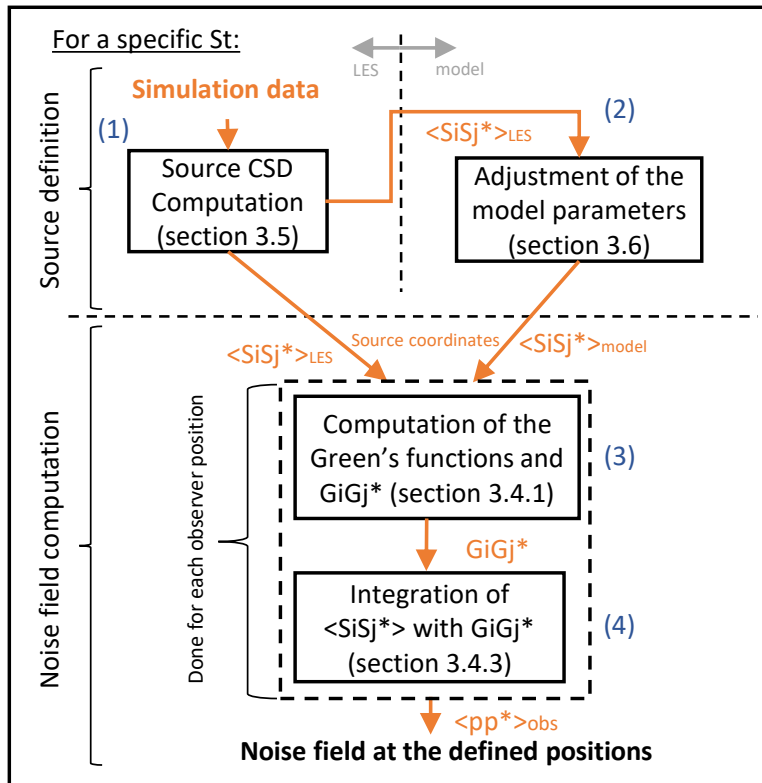 For a specific St:
LES
model
Simulation data
(1)
(2)
<SiSj*>LES
Source CSD
Computation
(section 3.5)
Adjustment of the
model parameters
(section 3.6)
Source definition
Source coordinates
<SiSj*>LES
<SiSj*>model
Computation of the
Green's functions and
GiGj* (section 3.4.1)
(3)
GiGj*
Integration of
<SiSj*> with GiGj*
(section 3.4.3)
(4)
Done for each observer position
Noise field computation
<pp*>obs
Noise field at the defined positions